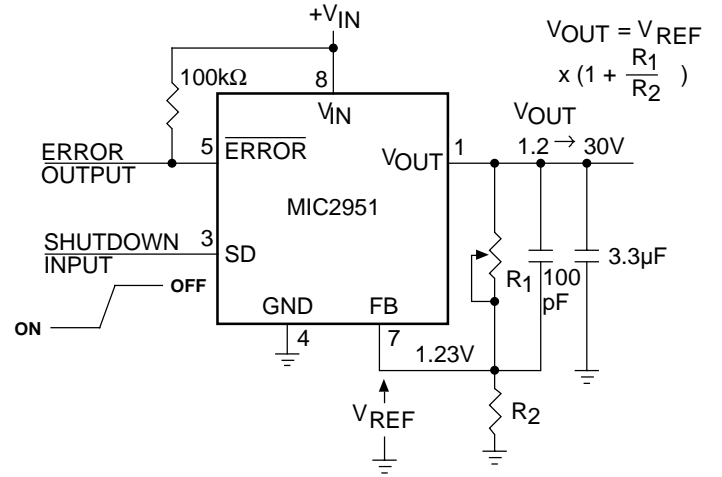 +VIN
VOUT = VREF
x (1 + R1
R2 )
100kΩ
8
VIN
VOUT
1.2 → 30V
ERROR
OUTPUT
5
ERROR
1
VOUT
MIC2951
SHUTDOWN
INPUT
3
SD
OFF
ON
R1
100
pF
3.3µF
GND
FB
4
7
1.23V
VREF
R2